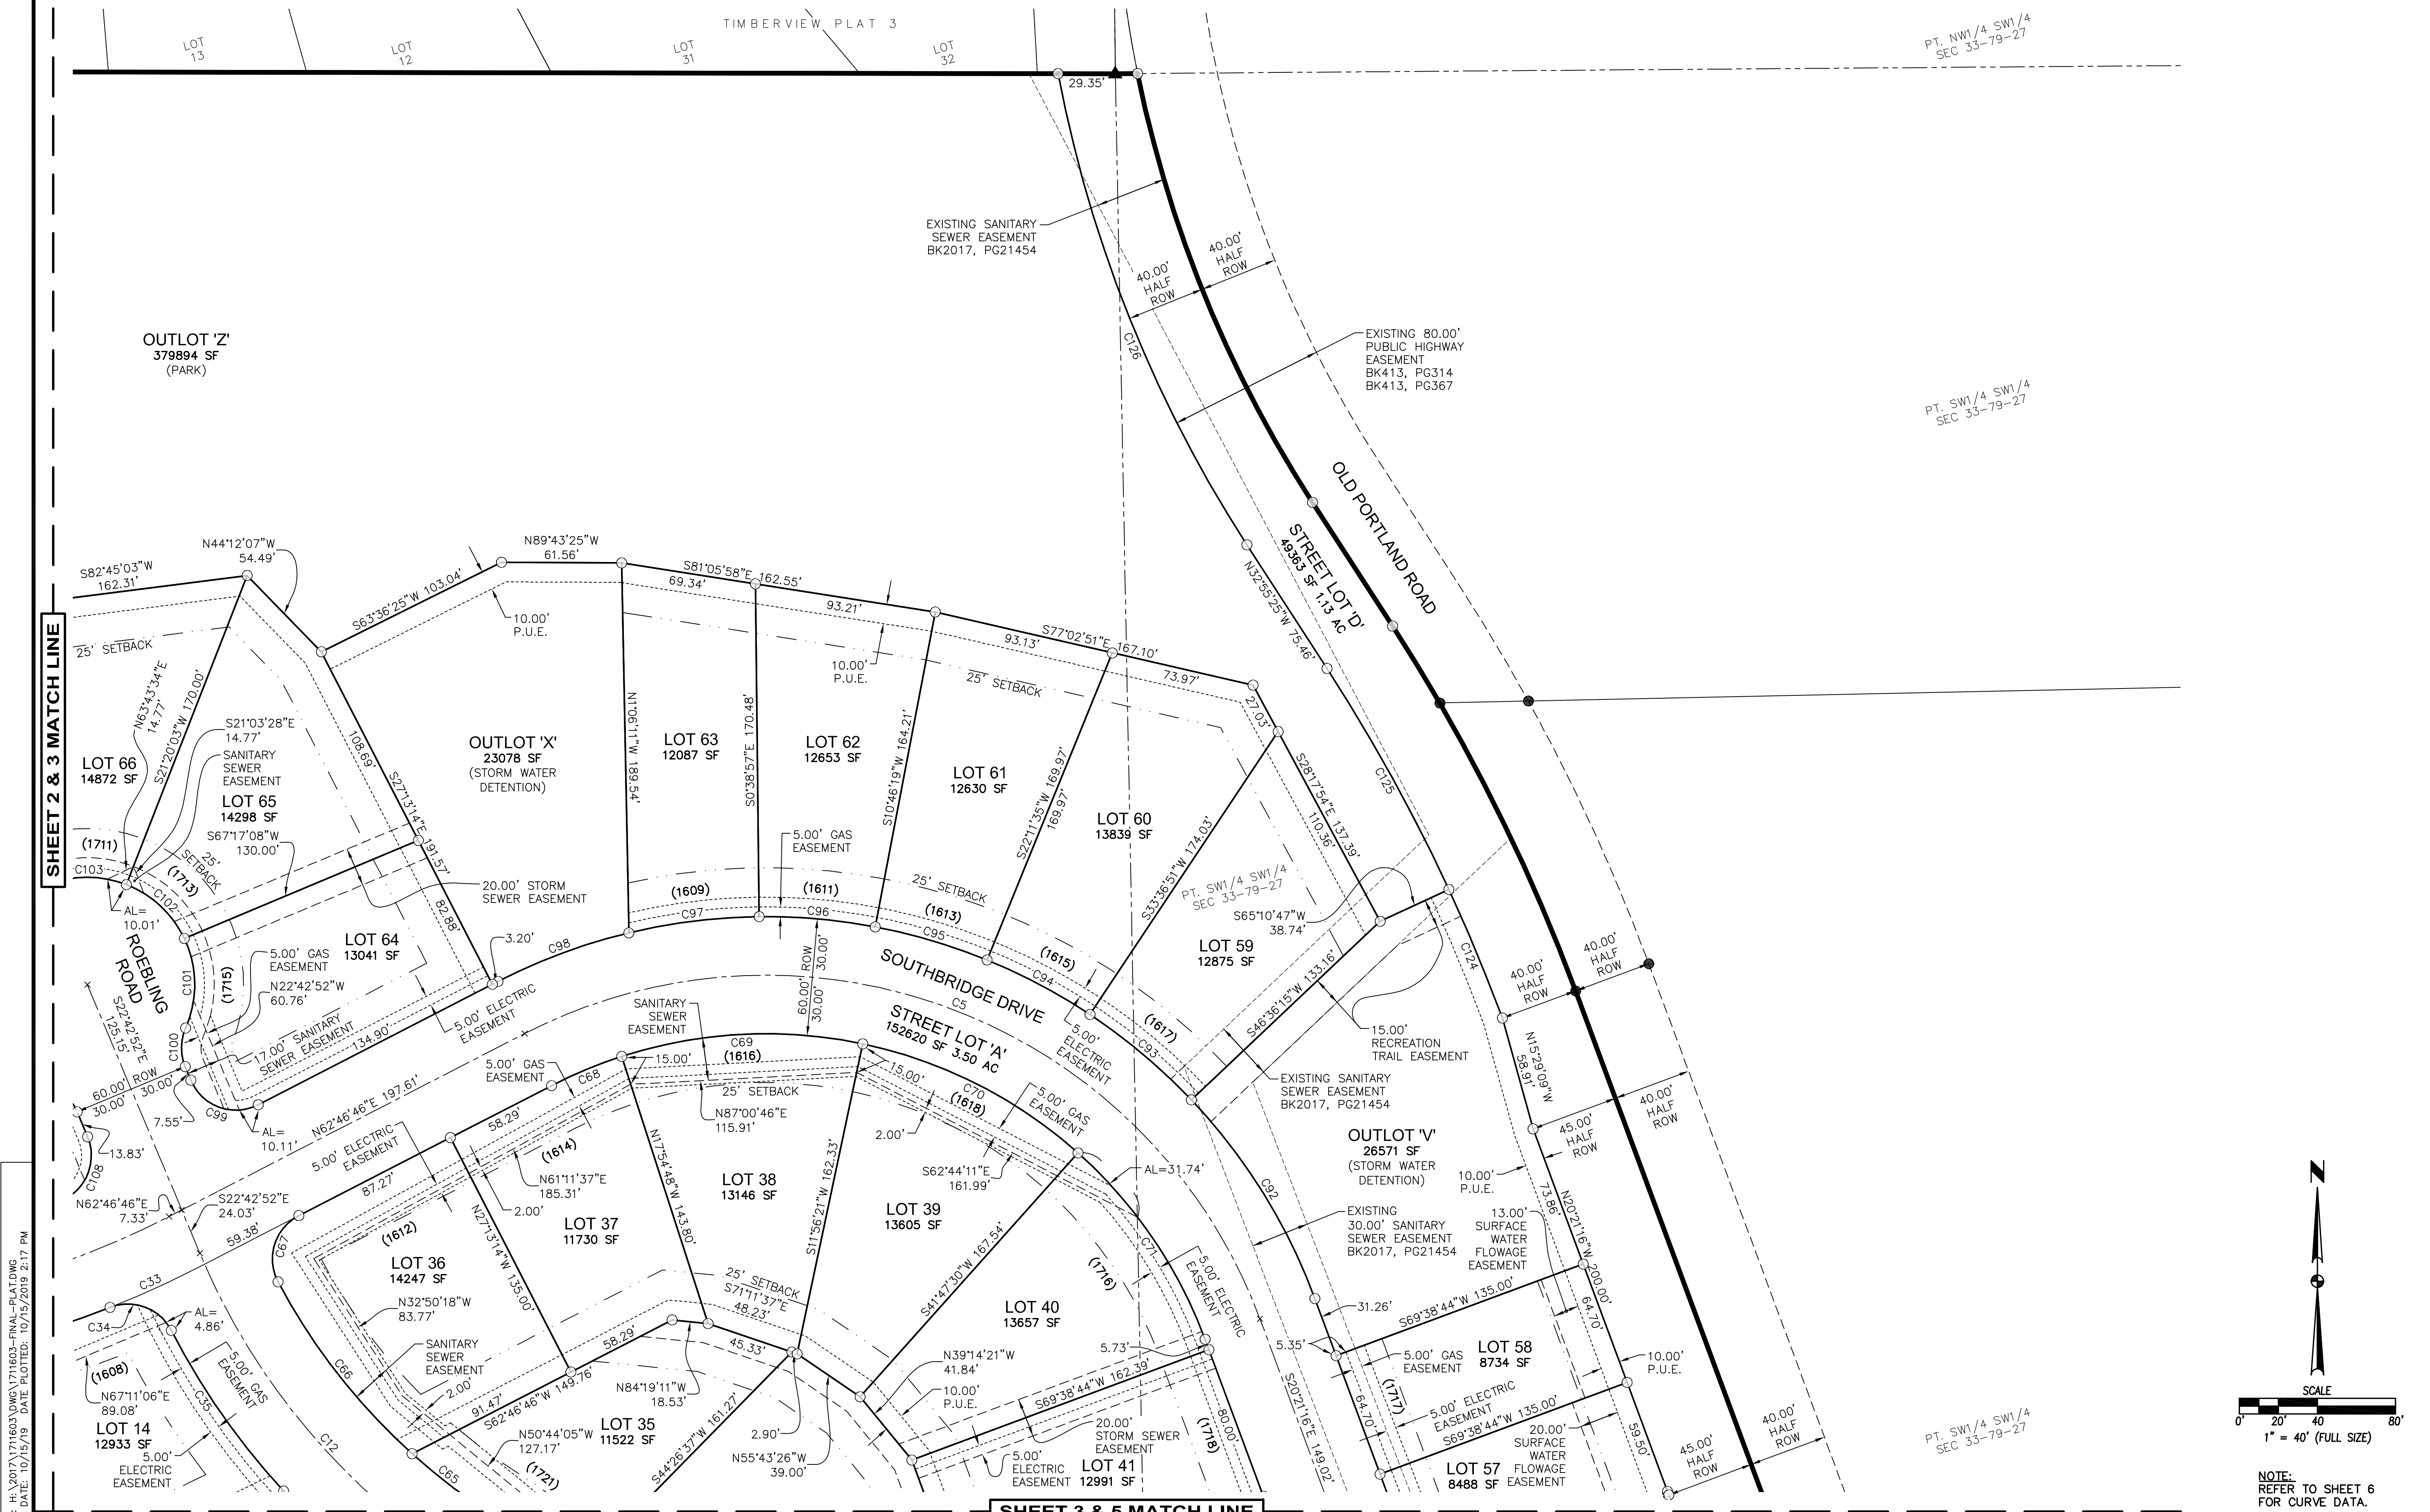 TIMBERVIEW PLAT 3
LOT
13
LOT
12
LOT
31
LOT
32
PT. NW1/4 SW1/4
SEC 33-79-27
29.35'
EXISTING SANITARY
SEWER EASEMENT
BK2017, PG21454
40.00'
HALF
ROW
40.00'
HALF
ROW
C126
EXISTING 80.00'
PUBLIC HIGHWAY
EASEMENT
BK413, PG314
BK413, PG367
OUTLOT 'Z'
379894 SF
(PARK)
PT. SW1/4 SW1/4
SEC 33-79-27
OLD PORTLAND ROAD
STREET LOT 'D'
49363 SF 1.13 AC
N32°55'25"W 75.46'
N44°12'07"W
54.49'
N89°43'25"W
61.56'
S82°45'03"W
162.31'
S63°36'25"W 103.04'
S81°05'58"E 162.55'
69.34'
93.21'
10.00'
P.U.E.
10.00'
P.U.E.
S77°02'51"E 167.10'
93.13'
73.97'
27.03'
25' SETBACK
25' SETBACK
SHEET 2 & 3 MATCH LINE
N63°43'34"E
14.77'
S21°20'03"W 170.00'
S21°03'28"E
14.77'
SANITARY
SEWER
EASEMENT
LOT 66
14872 SF
LOT 65
14298 SF
S67°17'08"W
130.00'
108.69'
S27°13'14"E 191.57'
82.88'
OUTLOT 'X'
23078 SF
(STORM WATER
DETENTION)
N1°06'11"W 189.54'
LOT 63
12087 SF
S0°38'57"E 170.48'
LOT 62
12653 SF
S10°46'19"W 164.21'
LOT 61
12630 SF
S22°11'35"W 169.97'
169.97'
LOT 60
13839 SF
S33°36'51"W 174.03'
S28°17'54"E 137.39'
110.36'
C125
(1711)
C103
(1713)
25'
SETBACK
C102
AL=
10.01'
5.00' GAS
EASEMENT
20.00' STORM
SEWER EASEMENT
(1609)
(1611)
(1613)
25' SETBACK
(1615)
(1617)
C97
C96
C95
C94
C93
C98
3.20'
PT. SW1/4 SW1/4
SEC 33-79-27
S65°10'47"W
38.74'
LOT 59
12875 SF
S46°36'15"W 133.16'
C124
15.00'
RECREATION
TRAIL EASEMENT
40.00'
HALF
ROW
40.00'
HALF
ROW
ROEBLING
ROAD
LOT 64
13041 SF
5.00' GAS
EASEMENT
N22°42'52"W
60.76'
C101
(1715)
C100
17.00' SANITARY
SEWER EASEMENT
134.90'
5.00' ELECTRIC
EASEMENT
S22°42'52"E
125.15'
60.00' ROW
30.00'
30.00'
7.55'
C99
AL=
10.11'
N62°46'46"E 197.61'
60.00' ROW
30.00'
30.00'
SOUTHBRIDGE DRIVE
C5
STREET LOT 'A'
152620 SF 3.50 AC
SANITARY
SEWER
EASEMENT
C69
(1616)
15.00'
25' SETBACK
N87°00'46"E
115.91'
15.00'
C70
(1618)
5.00' GAS
EASEMENT
2.00'
5.00'
ELECTRIC
EASEMENT
EXISTING SANITARY
SEWER EASEMENT
BK2017, PG21454
N15°29'09"W
58.91'
45.00'
HALF
ROW
40.00'
HALF
ROW
OUTLOT 'V'
26571 SF
(STORM WATER
DETENTION)
10.00'
P.U.E.
N20°21'16"W 200.00'
73.86'
13.00'
SURFACE
WATER
FLOWAGE
EASEMENT
EXISTING
30.00' SANITARY
SEWER EASEMENT
BK2017, PG21454
C92
31.26'
5.35'
S69°38'44"W 135.00'
5.00' GAS
EASEMENT
LOT 58
8734 SF
64.70'
64.70'
10.00'
P.U.E.
(1717)
5.00' ELECTRIC
EASEMENT
S69°38'44"W 135.00'
20.00'
SURFACE
WATER
FLOWAGE
EASEMENT
LOT 57
8488 SF
59.50'
45.00'
HALF
ROW
40.00'
HALF
ROW
PT. SW1/4 SW1/4
SEC 33-79-27
5.00' GAS
EASEMENT
C68
58.29'
5.00' ELECTRIC
EASEMENT
87.27'
(1614)
N61°11'37"E
185.31'
2.00'
N17°54'48"W 143.80'
LOT 38
13146 SF
S11°56'21"W 162.33'
S62°44'11"E
161.99'
LOT 39
13605 SF
AL=31.74'
C71
(1716)
5.00' ELECTRIC
EASEMENT
S41°47'30"W 167.54'
LOT 40
13657 SF
13.83'
C108
N62°46'46"E
7.33'
S22°42'52"E
24.03'
59.38'
C67
C33
(1612)
LOT 36
14247 SF
N27°13'14"W 135.00'
LOT 37
11730 SF
N32°50'18"W
83.77'
SANITARY
SEWER
EASEMENT
C66
2.00'
91.47'
S62°46'46"W 149.76'
58.29'
25' SETBACK
S71°11'37"E
48.23'
45.33'
N84°19'11"W
18.53'
LOT 35
11522 SF
N50°44'05"W
127.17'
(1721)
C65
S44°26'37"W 161.27'
2.90'
N55°43'26"W
39.00'
N39°14'21"W
41.84'
10.00'
P.U.E.
5.73'
S69°38'44"W 162.39'
20.00'
STORM SEWER
EASEMENT
5.00'
ELECTRIC
EASEMENT
LOT 41
12991 SF
(1718)
80.00'
S20°21'16"E 149.02'
C34
AL=
4.86'
(1608)
N67°11'06"E
89.08'
LOT 14
12933 SF
5.00'
ELECTRIC
EASEMENT
C35
5.00' GAS
EASEMENT
C12
SHEET 3 & 5 MATCH LINE
N
SCALE
0' 20' 40 80'
1" = 40' (FULL SIZE)
NOTE:
REFER TO SHEET 6
FOR CURVE DATA.
H:\2017\1711603\DWG\1711603-FINAL-PLAT.DWG
DATE: 10/15/19 DATE PLOTTED: 10/15/2019 2:17 PM